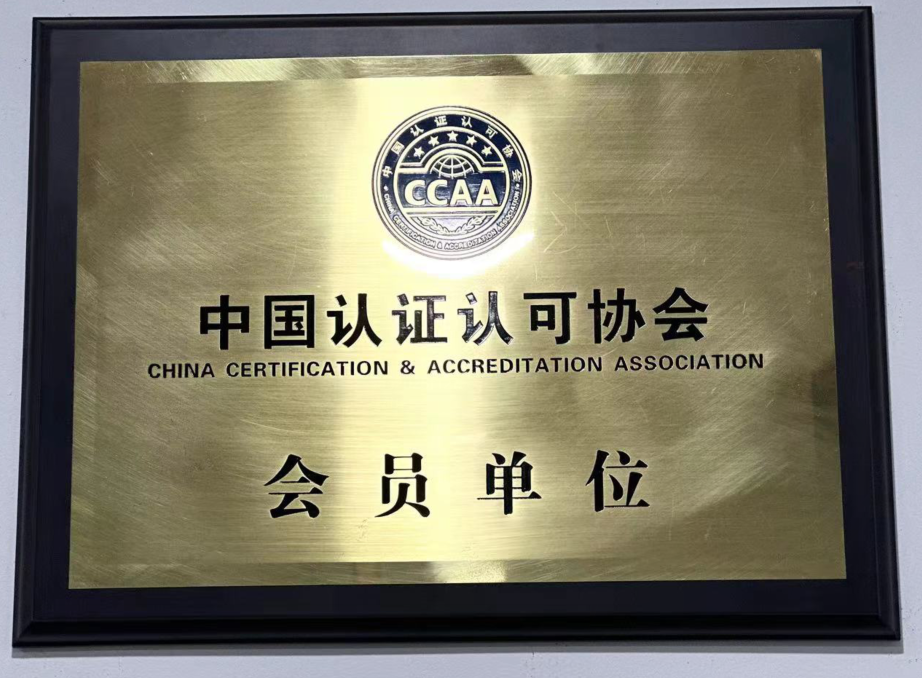 中国认证认可协会
CCAA
CHINA CERTIFICATION & ACCREDITATION ASSOCIATION
中国认证认可协会
CHINA CERTIFICATION & ACCREDITATION ASSOCIATION
会员单位